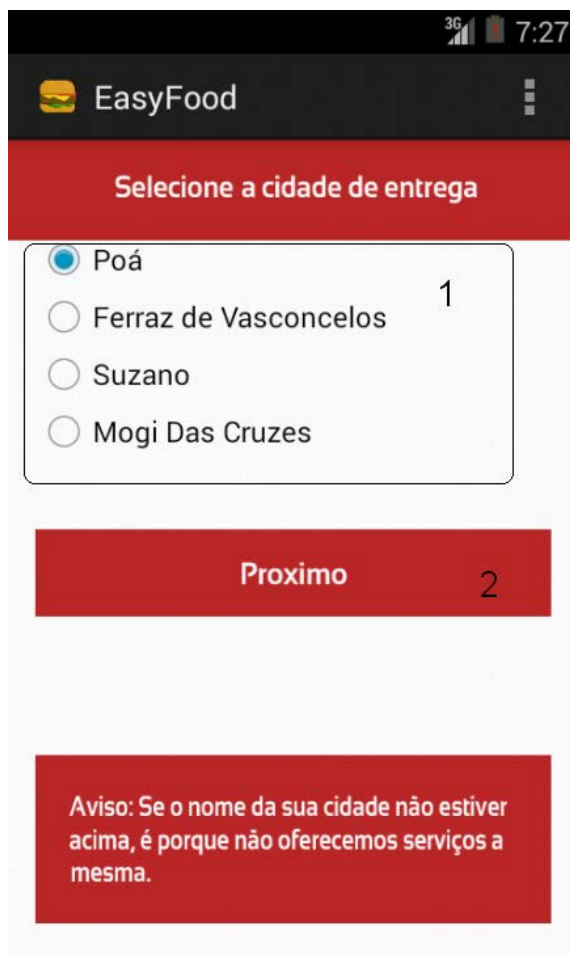 3G 7:27
EasyFood
Selecione a cidade de entrega
Poá
1
Ferraz de Vasconcelos
Suzano
Mogi Das Cruzes
Proximo
2
Aviso: Se o nome da sua cidade não estiver
acima, é porque não oferecemos serviços a
mesma.